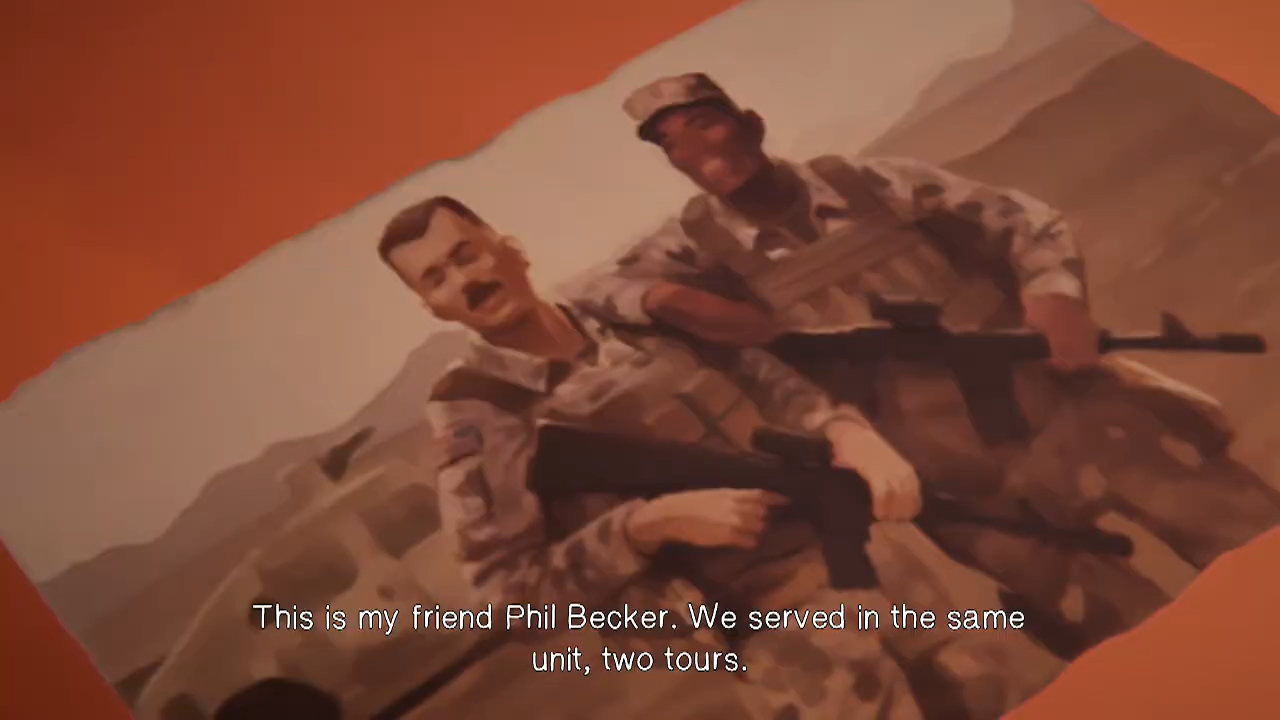 This is my friend Phil Becker. We served in the same
unit, two tours.